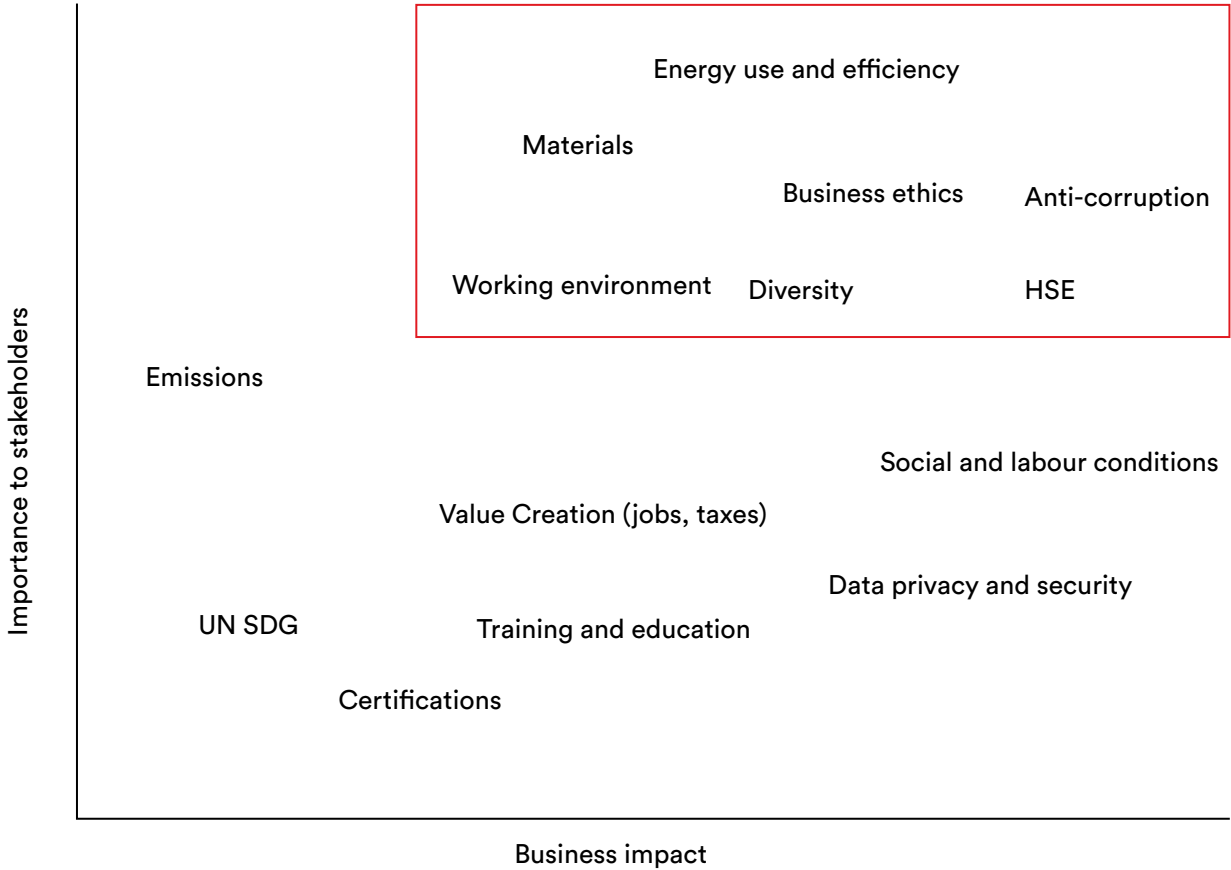 Energy use and efficiency
Materials
Business ethics
Anti-corruption
Working environment
Diversity
HSE
Emissions
Social and labour conditions
Value Creation (jobs, taxes)
Data privacy and security
UN SDG
Training and education
Certifications
Importance to stakeholders
Business impact